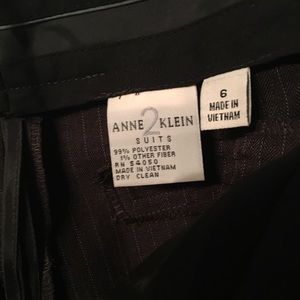 ANNE 2 KLEIN
SUITS
99% POLYESTER
1% OTHER FIBER
RN 54050
MADE IN VIETNAM
DRY CLEAN
6
MADE IN
VIETNAM